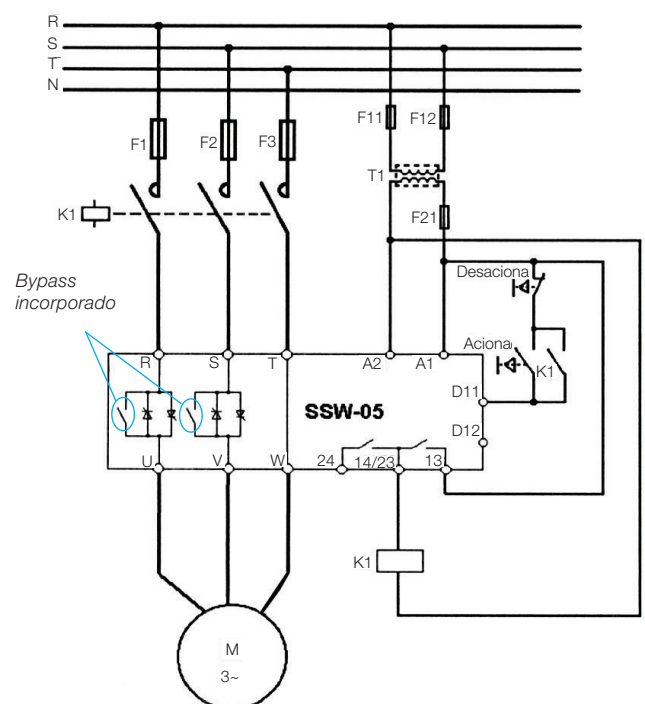 R
S
T
N
F1
F2
F3
F11
F12
T1
F21
K1
Bypass
incorporado
Desaciona
Aciona
K1
R
S
T
A2
A1
D11
SSW-05
D12
U
V
W
24
14/23
13
K1
M
3~